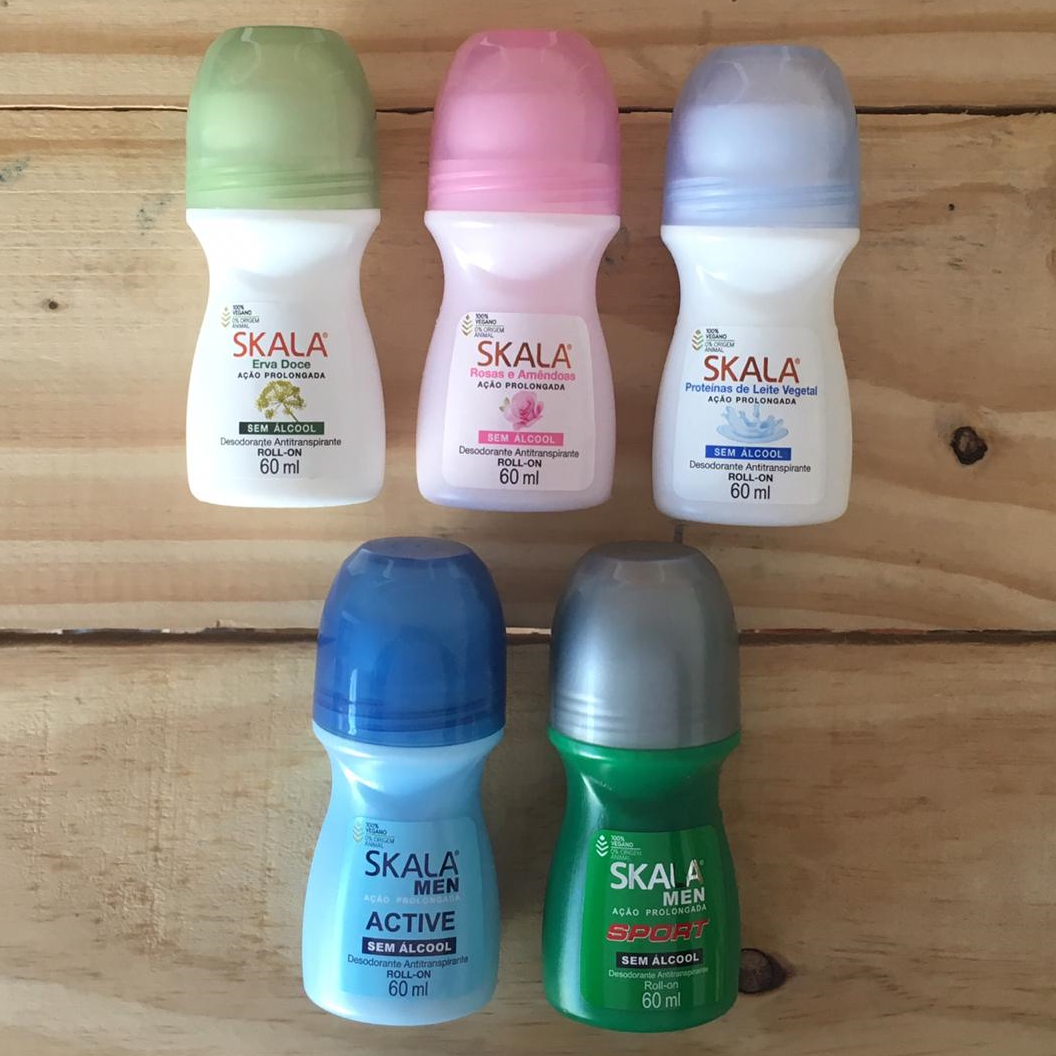 100%
VEGANO
0% ORIGEM
ANIMAL
SKALA®
Erva Doce
AÇÃO PROLONGADA
SEM ÁLCOOL
Desodorante Antitranspirante
ROLL-ON
60 ml
100%
VEGANO
0% ORIGEM
ANIMAL
SKALA®
Rosas e Amêndoas
AÇÃO PROLONGADA
SEM ÁLCOOL
Desodorante Antitranspirante
ROLL-ON
60 ml
100%
VEGANO
0% ORIGEM
ANIMAL
SKALA®
Proteínas de Leite Vegetal
AÇÃO PROLONGADA
SEM ÁLCOOL
Desodorante Antitranspirante
ROLL-ON
60 ml
100%
VEGANO
0% ORIGEM
ANIMAL
SKALA®
MEN
AÇÃO PROLONGADA
ACTIVE
SEM ÁLCOOL
Desodorante Antitranspirante
ROLL-ON
60 ml
100%
VEGANO
0% ORIGEM
ANIMAL
SKALA®
MEN
AÇÃO PROLONGADA
SPORT
SEM ÁLCOOL
Desodorante Antitranspirante
Roll-on
60 ml